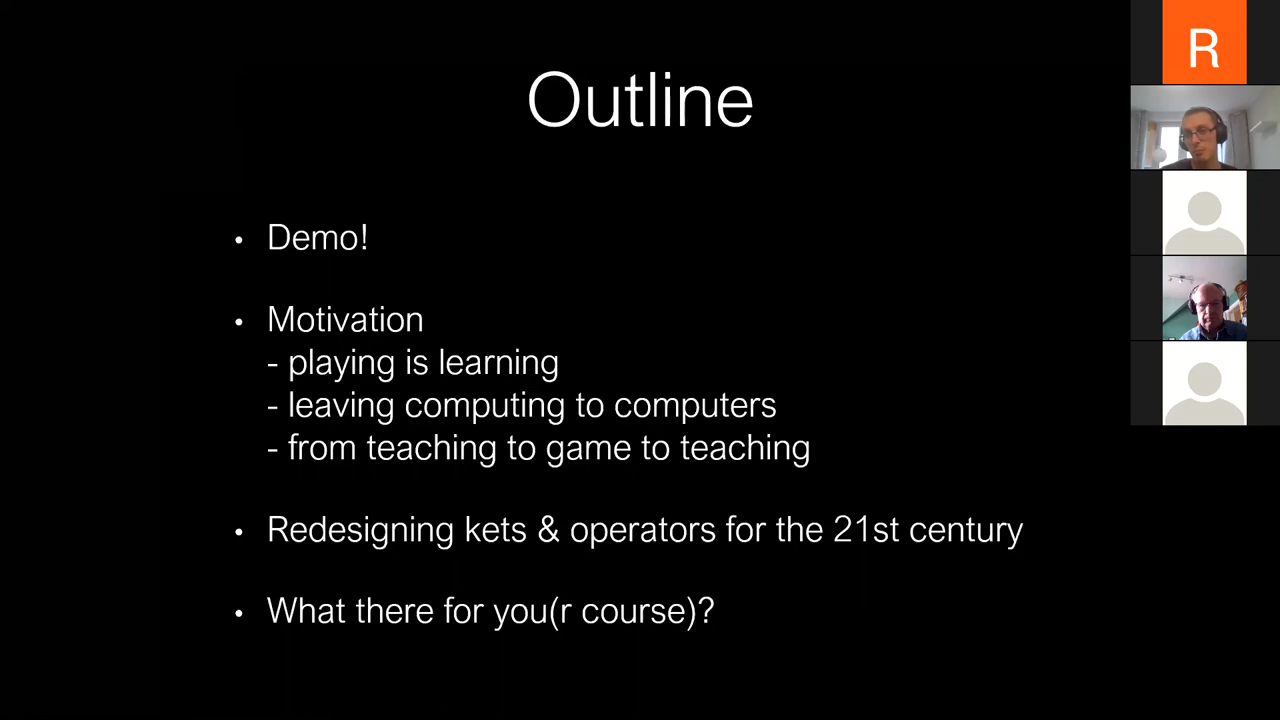 Outline
R
• Demo!
• Motivation
- playing is learning
- leaving computing to computers
- from teaching to game to teaching
• Redesigning kets & operators for the 21st century
• What there for you(r course)?